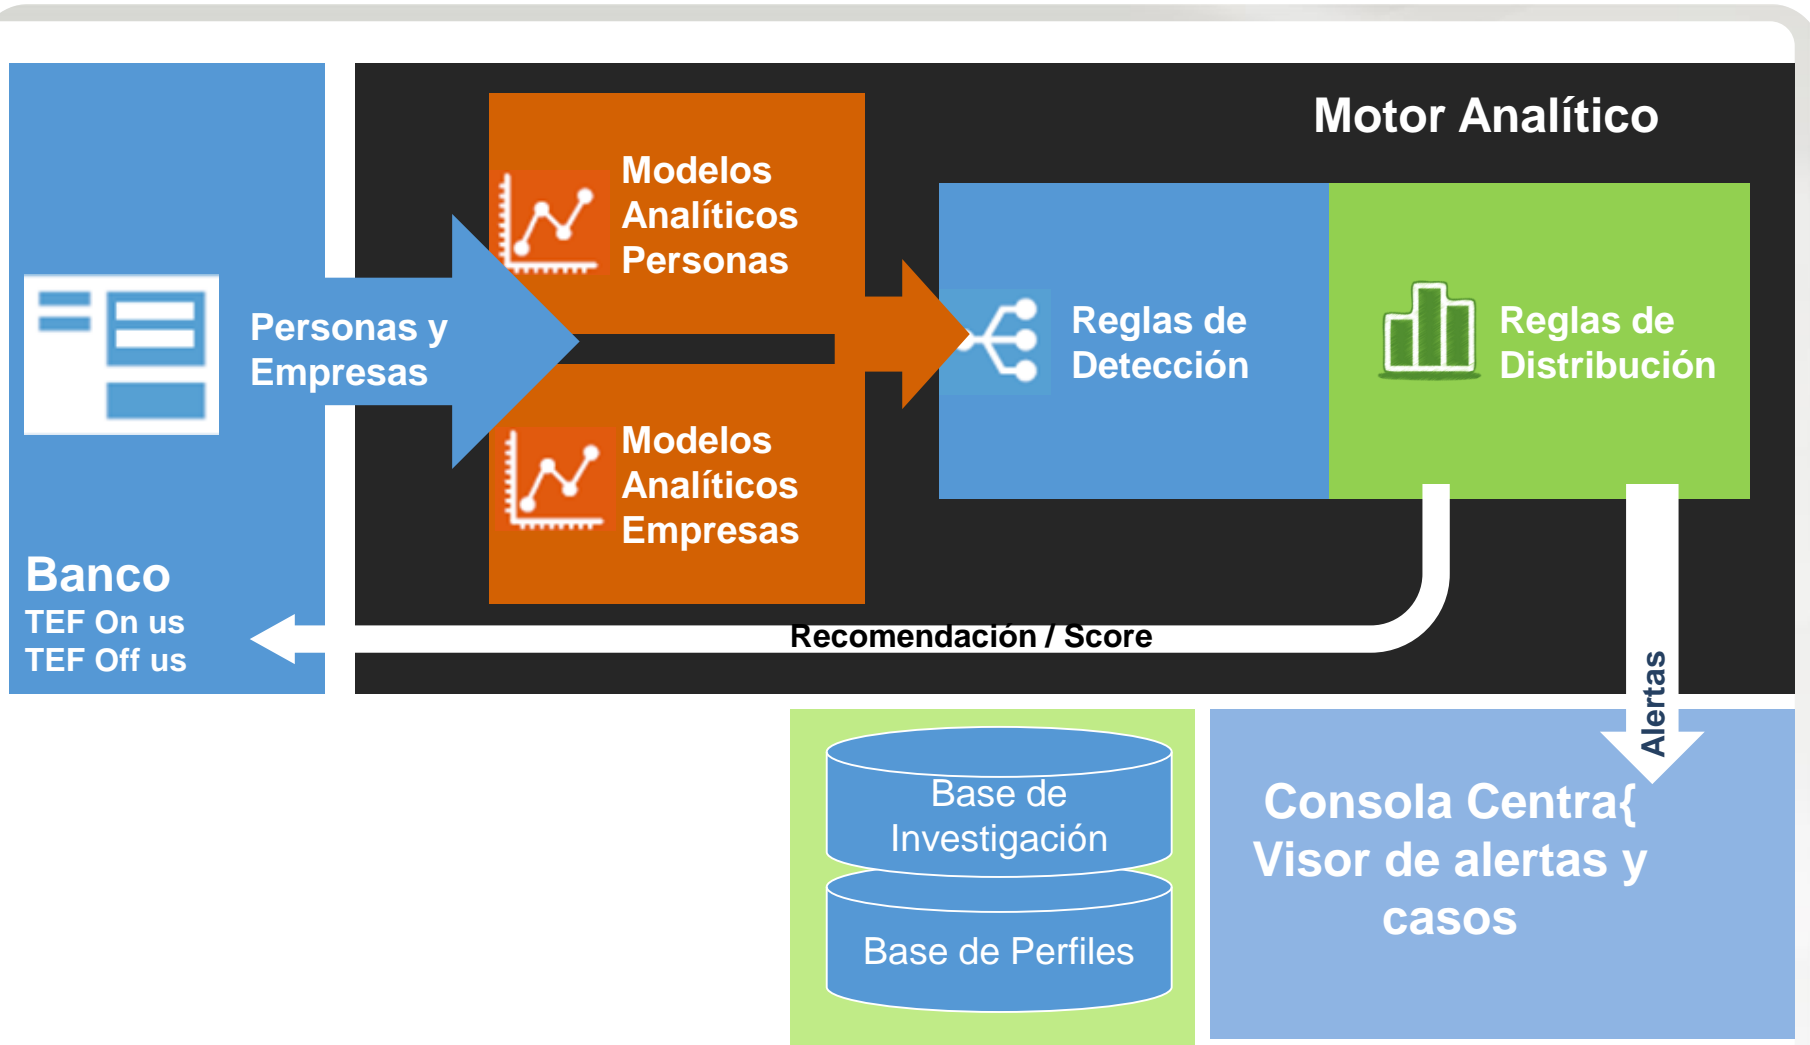 Motor Analítico
Modelos
Analíticos
Personas
Personas y
Empresas
Reglas de
Detección
Reglas de
Distribución
Modelos
Analíticos
Empresas
Banco
TEF On us
TEF Off us
Recomendación / Score
Alertas
Base de
Investigación
Base de Perfiles
Consola Centra{
Visor de alertas y
casos